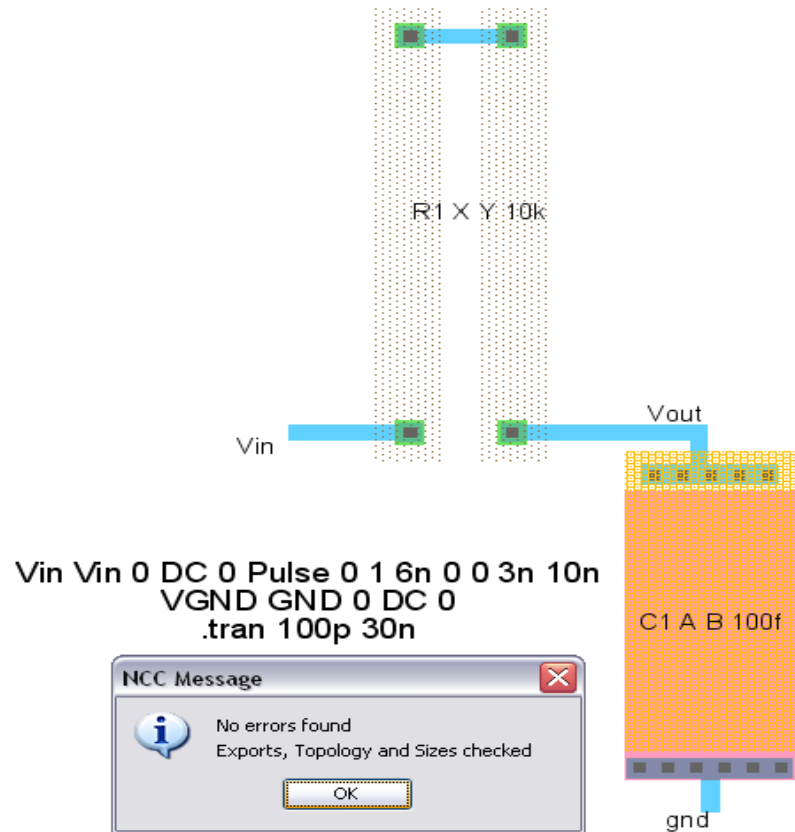 R1 X Y 10k
Vout
Vin
Vin Vin 0 DC 0 Pulse 0 1 6n 0 0 3n 10n
VGND GND 0 DC 0
.tran 100p 30n
C1 A B 100f
NCC Message
No errors found
Exports, Topology and Sizes checked
OK
gnd